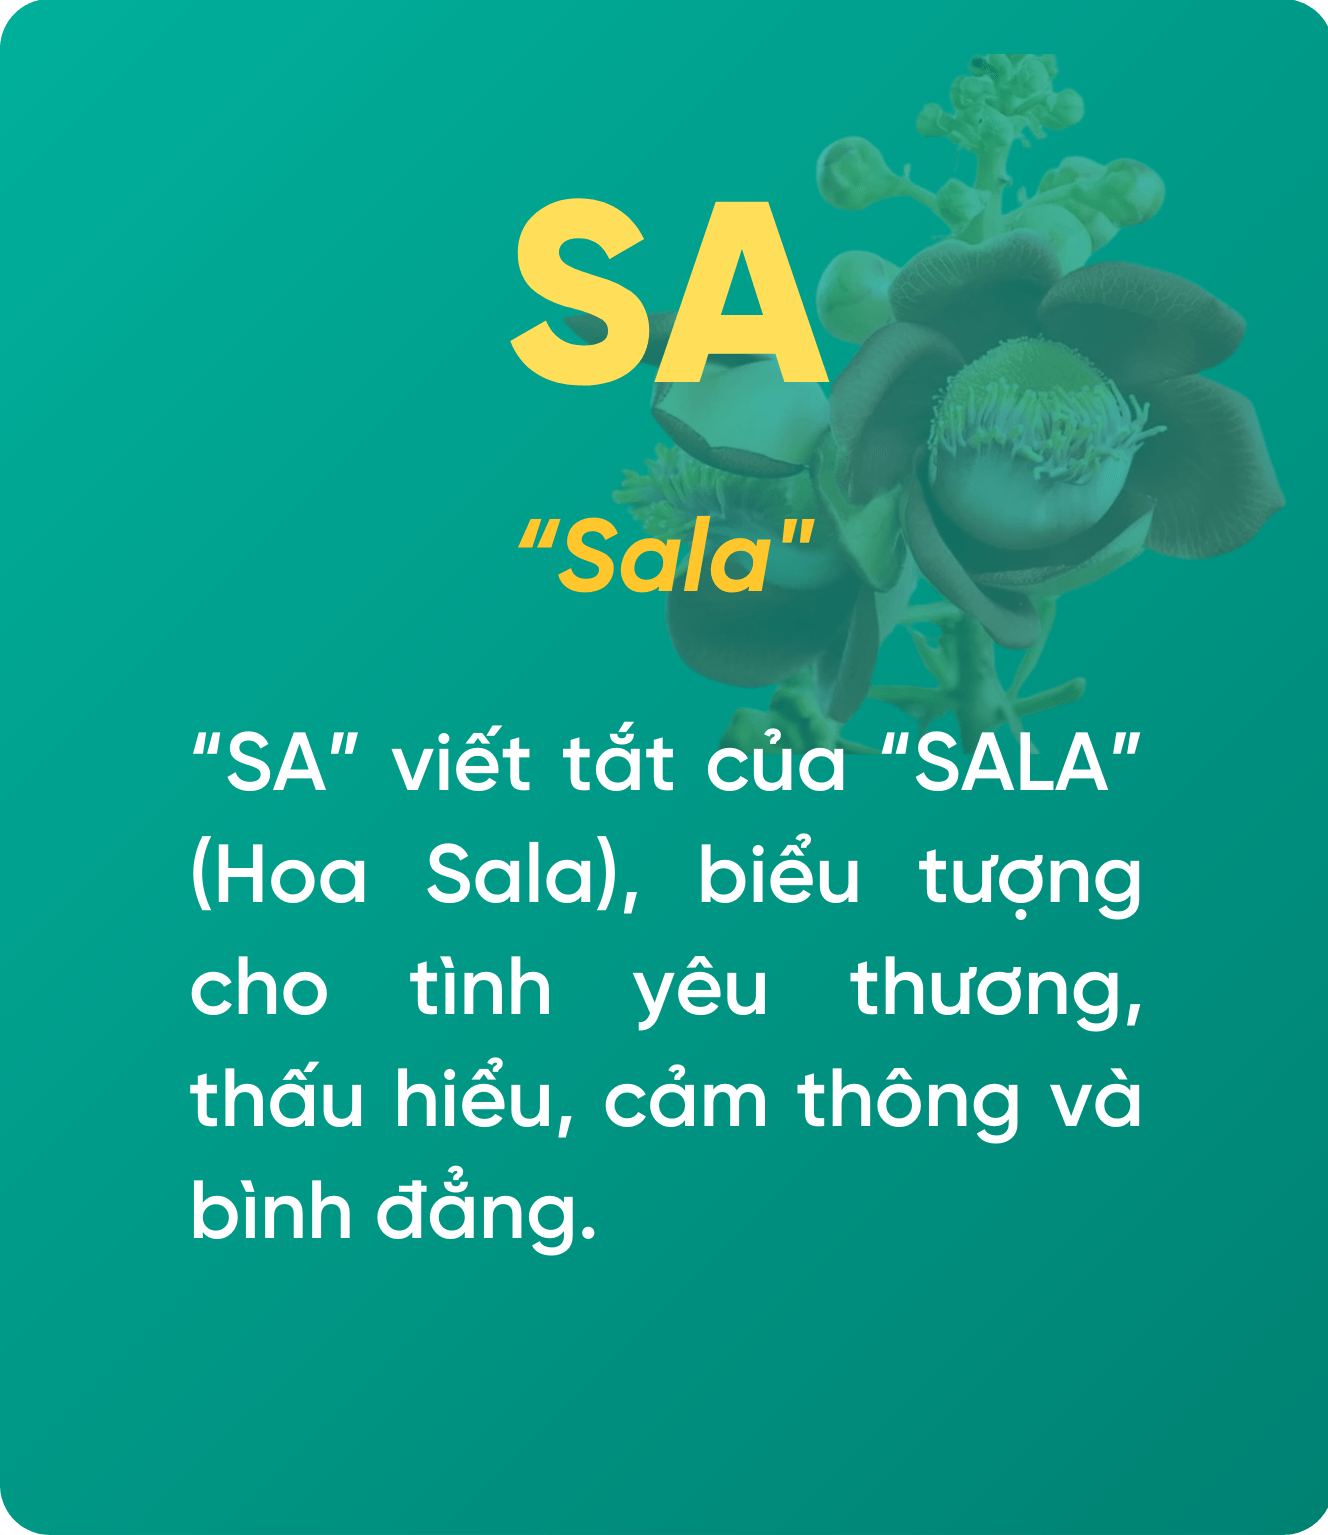 SA
“Sala”
“SA” viết tắt của “SALA”
(Hoa Sala), biểu tượng
cho tình yêu thương,
thấu hiểu, cảm thông và
bình đẳng.